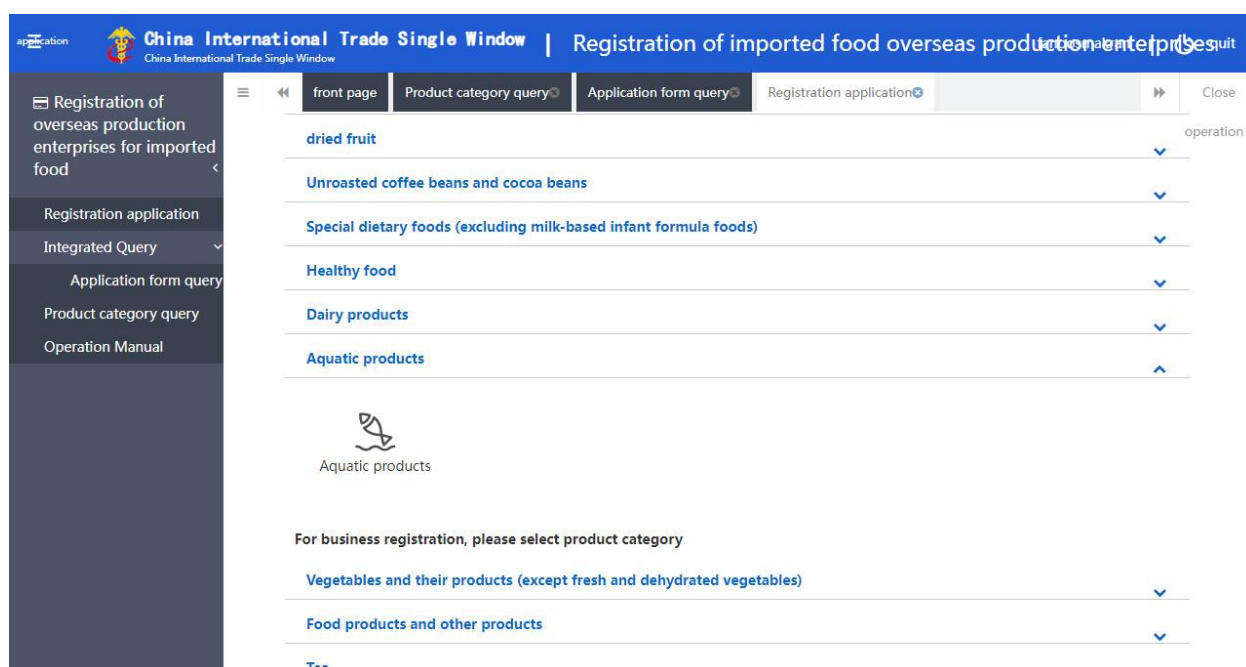 application
China International Trade Single Window | Registration of imported food overseas production enterprises
China International Trade Single Window
quit
Registration of
overseas production
enterprises for imported
food
Registration application
Integrated Query
Application form query
Product category query
Operation Manual
front page
Product category query
Application form query
Registration application
Close
operation
dried fruit
Unroasted coffee beans and cocoa beans
Special dietary foods (excluding milk-based infant formula foods)
Healthy food
Dairy products
Aquatic products
Aquatic products
For business registration, please select product category
Vegetables and their products (except fresh and dehydrated vegetables)
Food products and other products
Tea